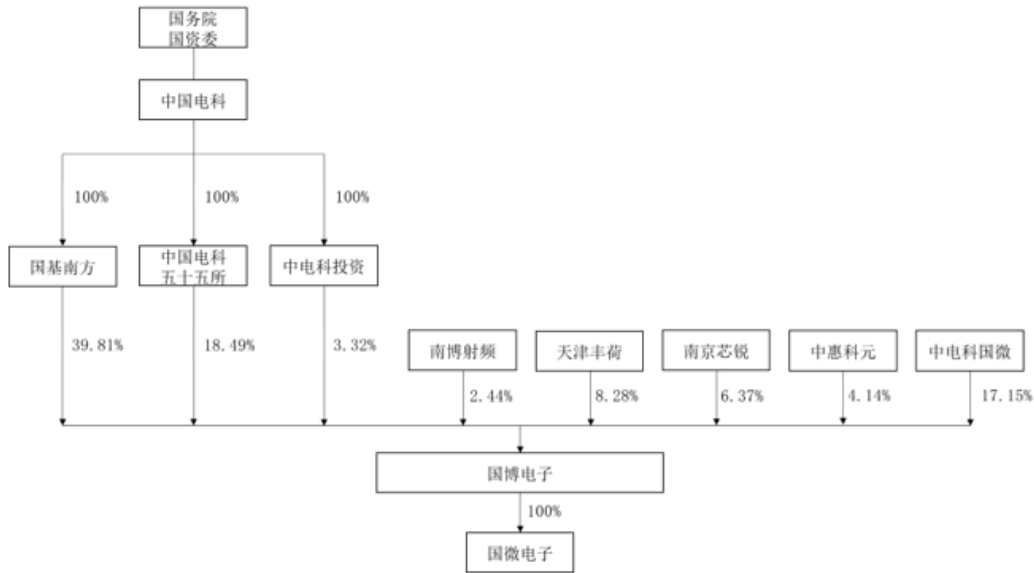 国务院
国资委
中国电科
100%
100%
100%
国基南方
中国电科
五十五所
中电科投资
39.81%
18.49%
3.32%
南博射频
天津丰荷
南京芯锐
中惠科元
中电科国微
2.44%
8.28%
6.37%
4.14%
17.15%
国博电子
100%
国微电子